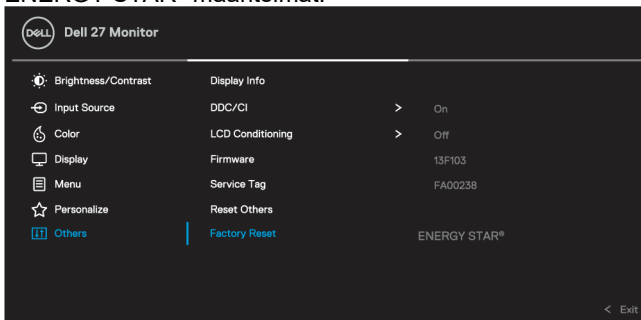 DELL Dell 27 Monitor
Brightness/Contrast Display Info
Input Source DDC/CI > On
Color LCD Conditioning > Off
Display Firmware 13F103
Menu Service Tag FA00238
Personalize Reset Others
Others Factory Reset ENERGY STAR®
< Exit